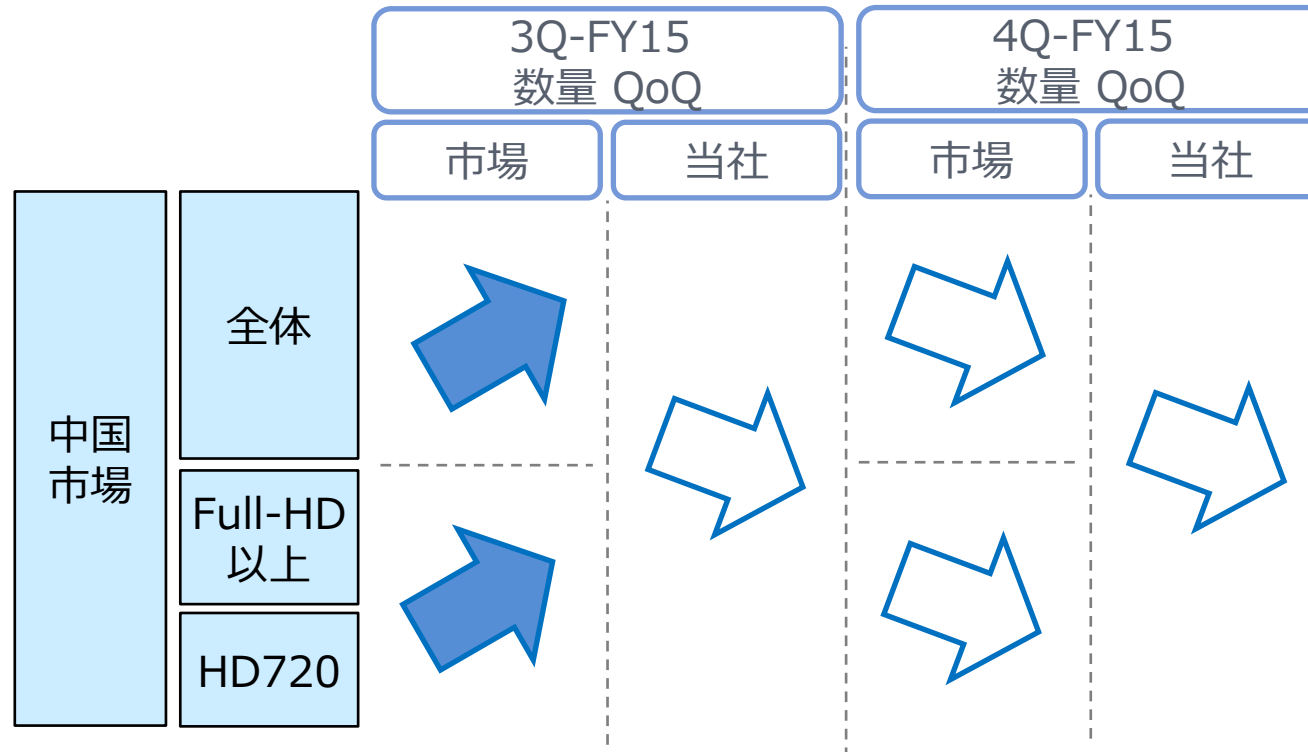 3Q-FY15
数量 QoQ
4Q-FY15
数量 QoQ
市場
当社
市場
当社
中国
市場
全体
Full-HD
以上
HD720